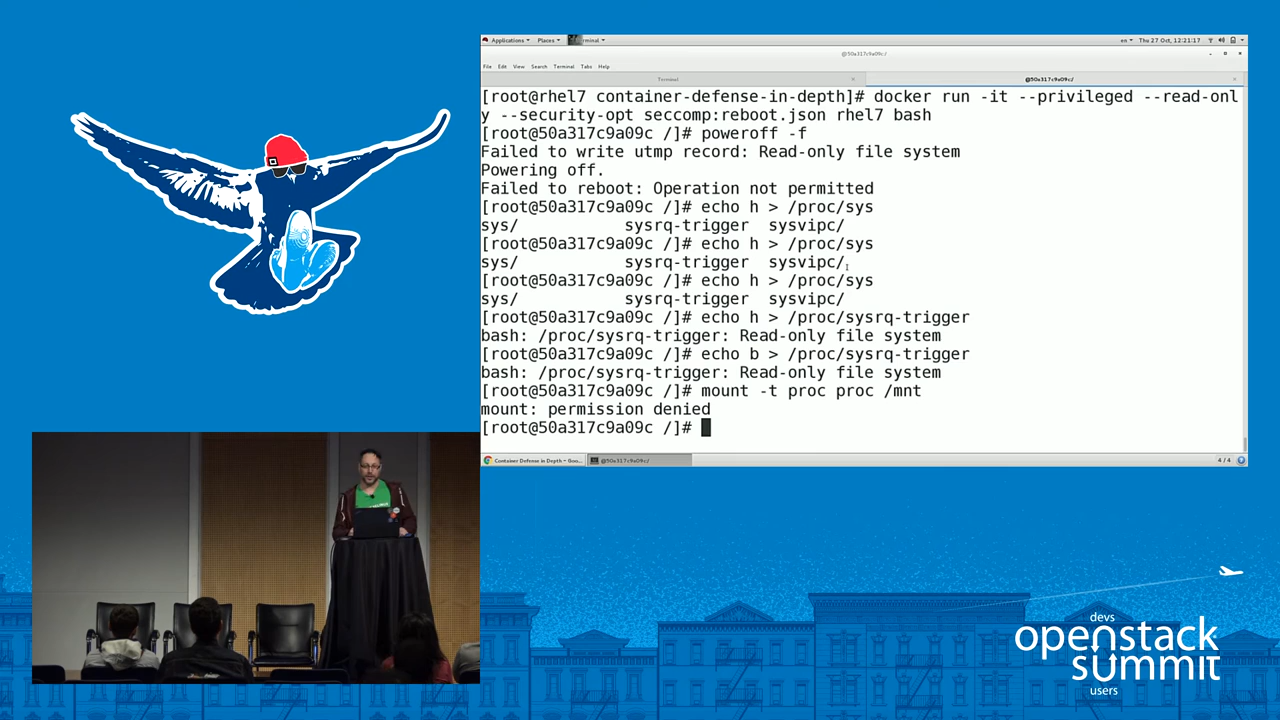 Applications
Places
Terminal
en
Thu 27 Oct, 12:21:17
@50a317c9a09c/
File Edit View Search Terminal Tabs Help
Terminal
@50a317c9a09c/
[root@rhel7 container-defense-in-depth]# docker run -it --privileged --read-onl
y --security-opt seccomp:reboot.json rhel7 bash
[root@50a317c9a09c /]# poweroff -f
Failed to write utmp record: Read-only file system
Powering off.
Failed to reboot: Operation not permitted
[root@50a317c9a09c /]# echo h > /proc/sys
sys/ sysrq-trigger sysvipc/
[root@50a317c9a09c /]# echo h > /proc/sys
sys/ sysrq-trigger sysvipc/
[root@50a317c9a09c /]# echo h > /proc/sys
sys/ sysrq-trigger sysvipc/
[root@50a317c9a09c /]# echo h > /proc/sysrq-trigger
bash: /proc/sysrq-trigger: Read-only file system
[root@50a317c9a09c /]# echo b > /proc/sysrq-trigger
bash: /proc/sysrq-trigger: Read-only file system
[root@50a317c9a09c /]# mount -t proc proc /mnt
mount: permission denied
[root@50a317c9a09c /]#
Container Defense in Depth - Goo...
@50a317c9a09c/
4 / 4
devs
openstack
summit
users